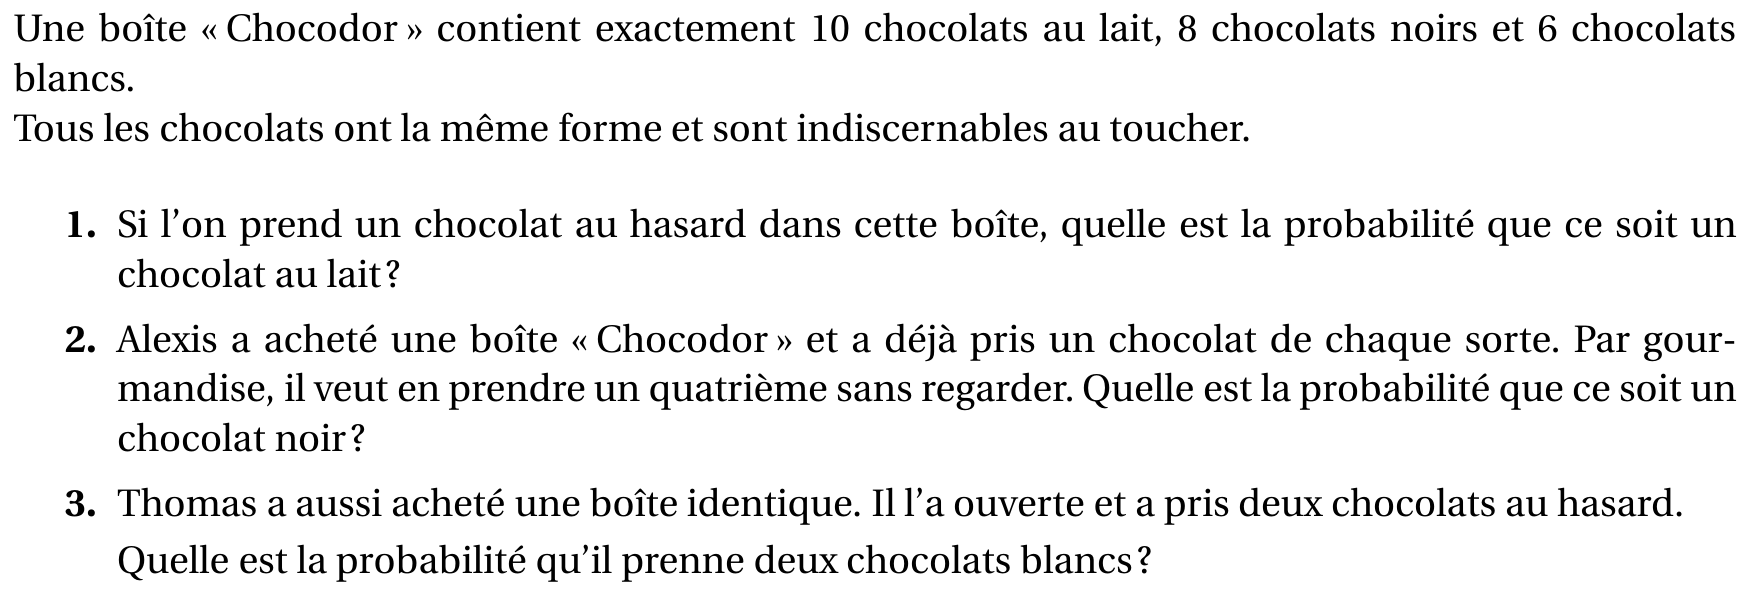 Une boîte « Chocodor » contient exactement 10 chocolats au lait, 8 chocolats noirs et 6 chocolats
blancs.
Tous les chocolats ont la même forme et sont indiscernables au toucher.
1. Si l’on prend un chocolat au hasard dans cette boîte, quelle est la probabilité que ce soit un
chocolat au lait ?
2. Alexis a acheté une boîte « Chocodor » et a déjà pris un chocolat de chaque sorte. Par gour-
mandise, il veut en prendre un quatrième sans regarder. Quelle est la probabilité que ce soit un
chocolat noir ?
3. Thomas a aussi acheté une boîte identique. Il l’a ouverte et a pris deux chocolats au hasard.
Quelle est la probabilité qu’il prenne deux chocolats blancs ?